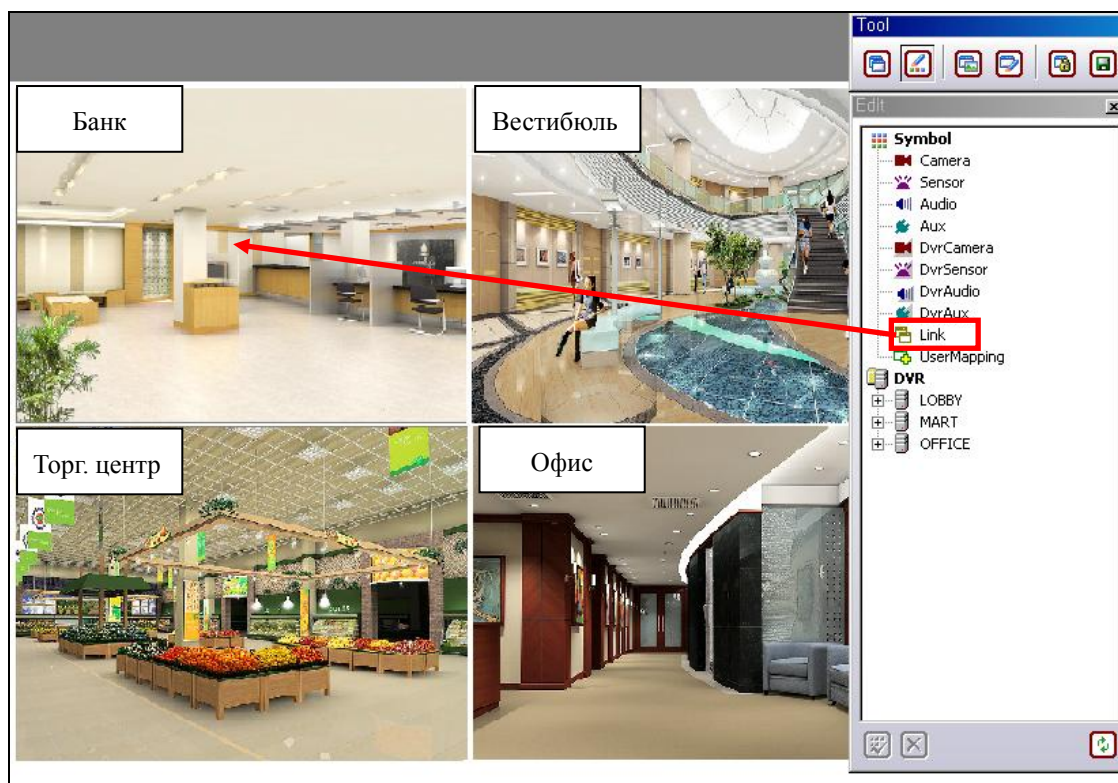 Tool
Edit
Банк
Вестибюль
Торг. центр
Офис
Symbol
Camera
Sensor
Audio
Aux
DvrCamera
DvrSensor
DvrAudio
DvrAux
Link
UserMapping
DVR
LOBBY
MART
OFFICE